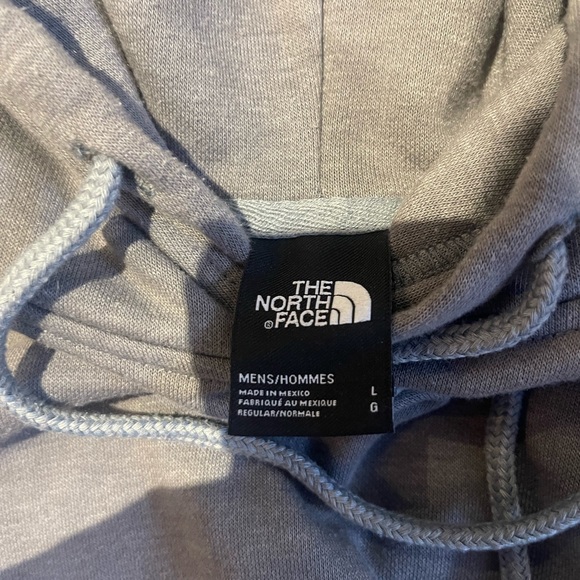 THE
NORTH
® FACE
MENS/HOMMES
MADE IN MEXICO L
FABRIQUÉ AU MEXIQUE G
REGULAR/NORMALE